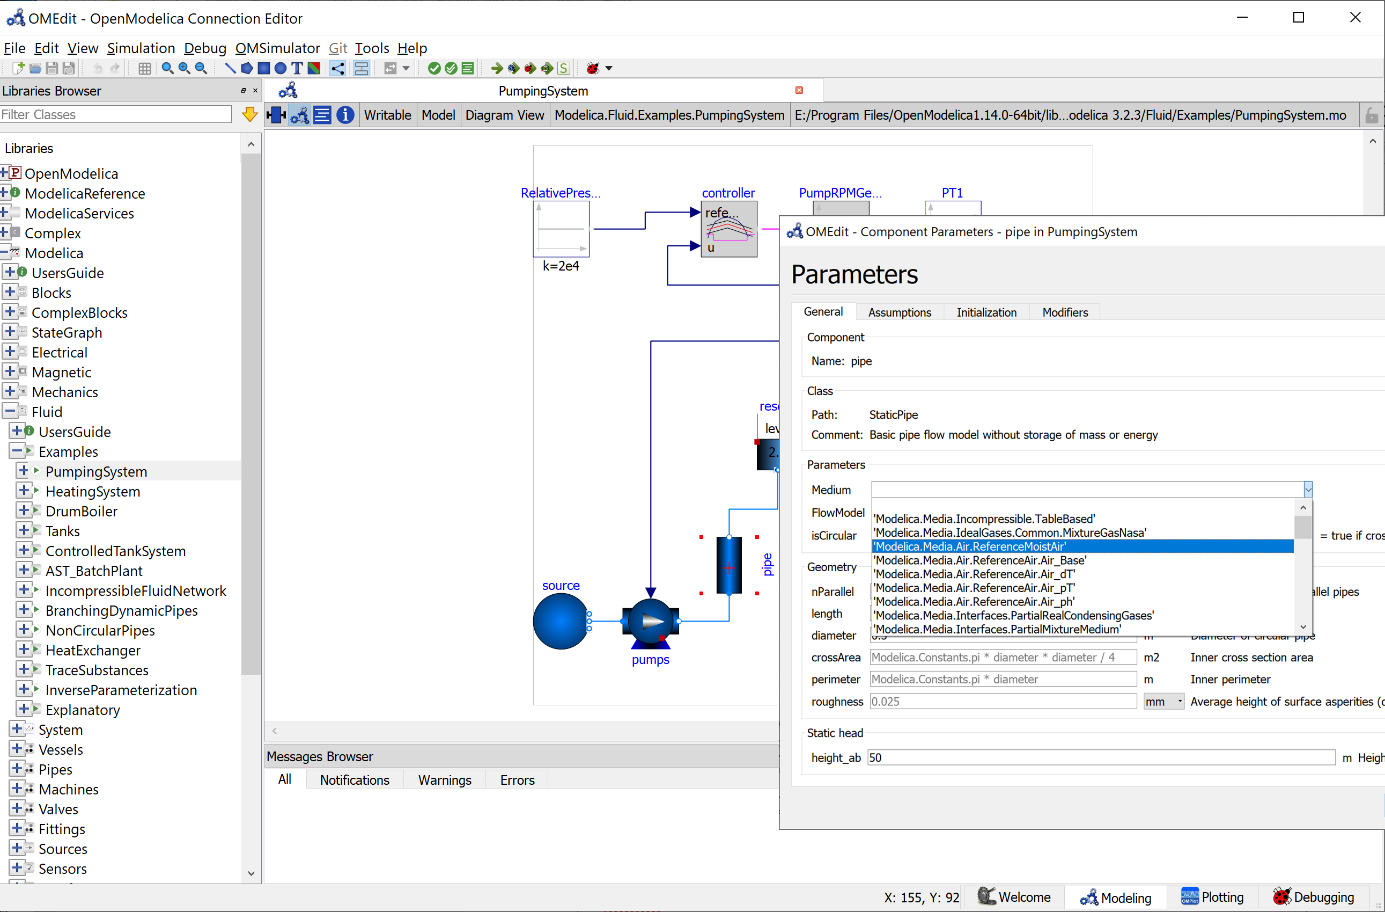 OMEdit - OpenModelica Connection Editor
File Edit View Simulation Debug OMSimulator Git Tools Help
Libraries Browser
PumpingSystem
Filter Classes
Writable Model Diagram View Modelica.Fluid.Examples.PumpingSystem E:/Program Files/OpenModelica1.14.0-64bit/lib...odelica 3.2.3/Fluid/Examples/PumpingSystem.mo
Libraries
OpenModelica
ModelicaReference
ModelicaServices
Complex
Modelica
UsersGuide
Blocks
ComplexBlocks
StateGraph
Electrical
Magnetic
Mechanics
Fluid
UsersGuide
Examples
PumpingSystem
HeatingSystem
DrumBoiler
Tanks
ControlledTankSystem
AST_BatchPlant
IncompressibleFluidNetwork
BranchingDynamicPipes
NonCircularPipes
HeatExchanger
TraceSubstances
InverseParameterization
Explanatory
System
Vessels
Pipes
Machines
Valves
Fittings
Sources
Sensors
RelativePres...
controller
PumpRPMGe...
PT1
refe...
u
k=2e4
rese
lev
2.
pipe
source
pumps
OMEdit - Component Parameters - pipe in PumpingSystem
Parameters
General Assumptions Initialization Modifiers
Component
Name: pipe
Class
Path: StaticPipe
Comment: Basic pipe flow model without storage of mass or energy
Parameters
Medium
FlowModel
isCircular = true if cros
'Modelica.Media.Incompressible.TableBased'
'Modelica.Media.IdealGases.Common.MixtureGasNasa'
'Modelica.Media.Air.ReferenceMoistAir'
'Modelica.Media.Air.ReferenceAir.Air_Base'
'Modelica.Media.Air.ReferenceAir.Air_dT'
'Modelica.Media.Air.ReferenceAir.Air_pT'
'Modelica.Media.Air.ReferenceAir.Air_ph'
'Modelica.Media.Interfaces.PartialRealCondensingGases'
'Modelica.Media.Interfaces.PartialMixtureMedium'
Geometry
nParallel allel pipes
length
diameter 0.3 m Diameter of circular pipe
crossArea Modelica.Constants.pi * diameter * diameter / 4 m2 Inner cross section area
perimeter Modelica.Constants.pi * diameter m Inner perimeter
roughness 0.025 mm Average height of surface asperities (d
Static head
height_ab 50 m Heigh
Messages Browser
All Notifications Warnings Errors
X: 155, Y: 92 Welcome Modeling Plotting Debugging